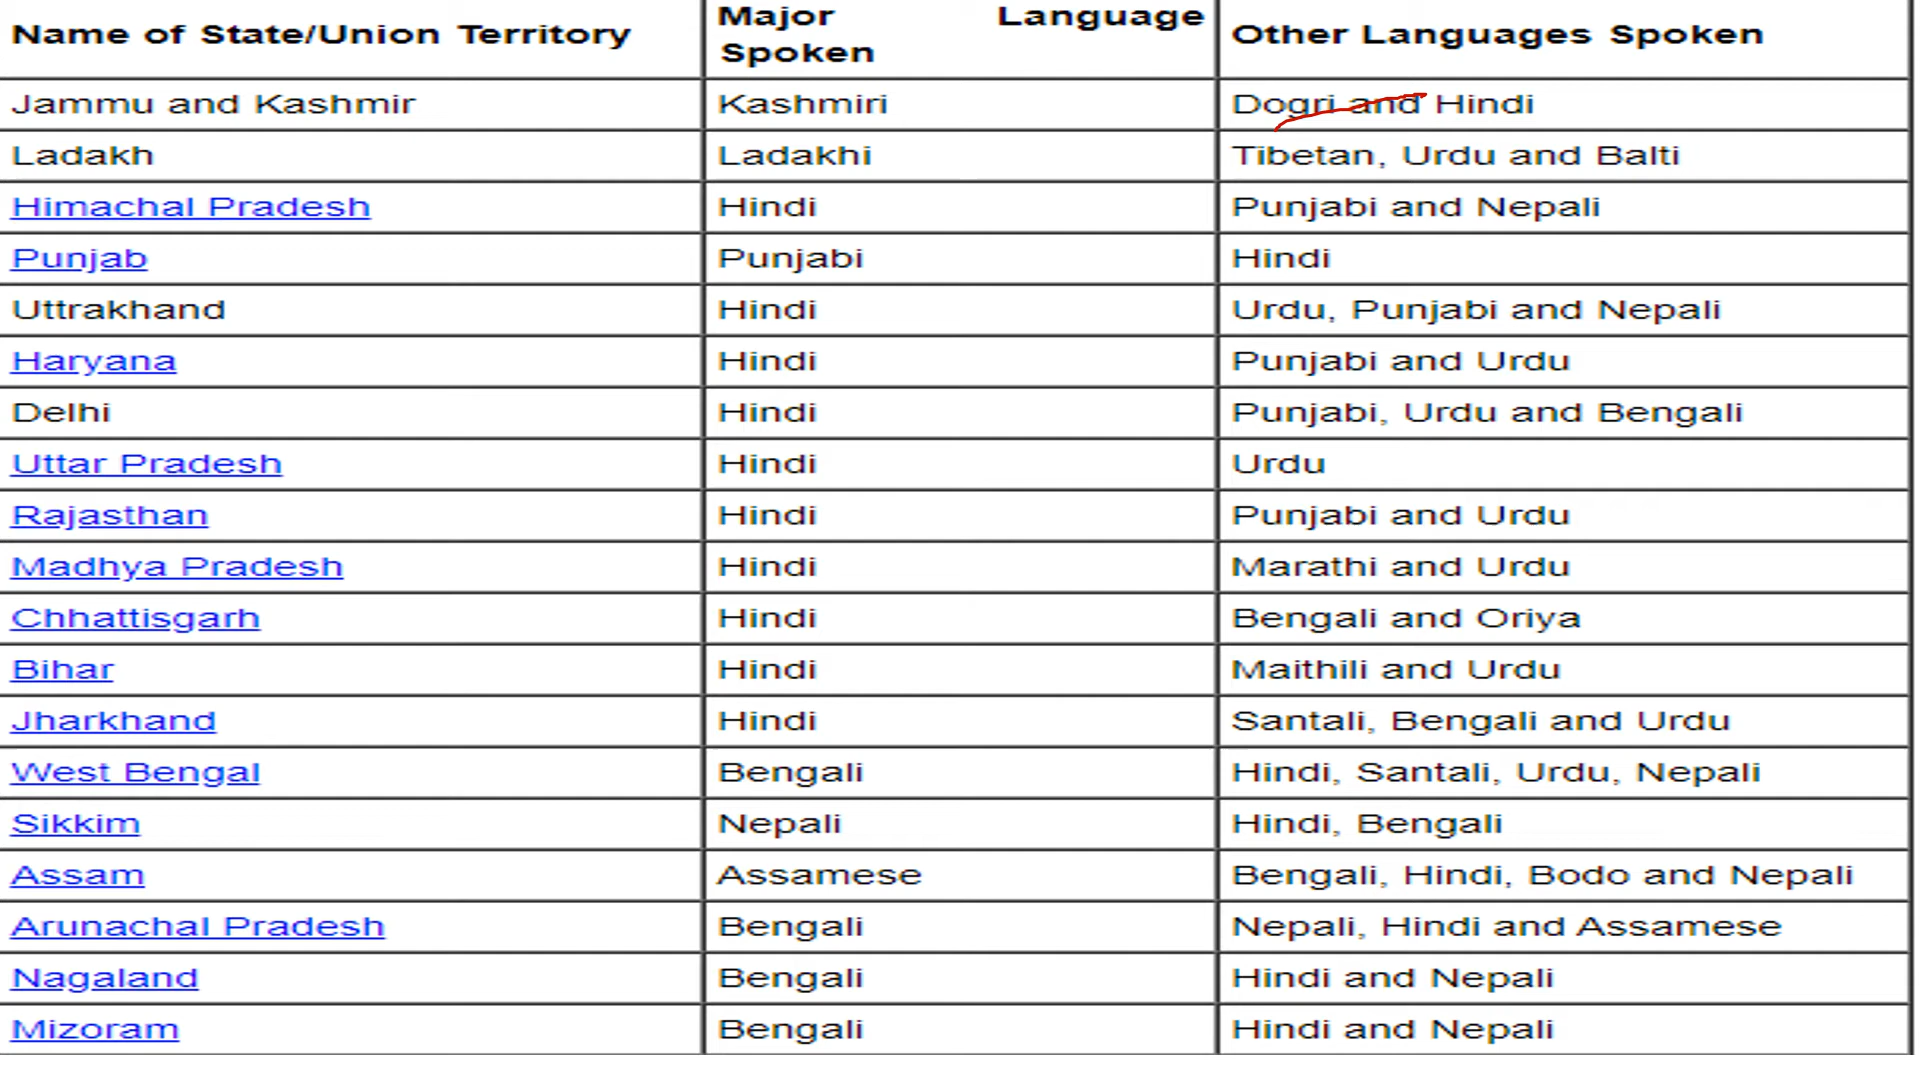 Name of State/Union Territory Major Language Spoken Other Languages Spoken
Jammu and Kashmir Kashmiri Dogri and Hindi
Ladakh Ladakhi Tibetan, Urdu and Balti
Himachal Pradesh Hindi Punjabi and Nepali
Punjab Punjabi Hindi
Uttrakhand Hindi Urdu, Punjabi and Nepali
Haryana Hindi Punjabi and Urdu
Delhi Hindi Punjabi, Urdu and Bengali
Uttar Pradesh Hindi Urdu
Rajasthan Hindi Punjabi and Urdu
Madhya Pradesh Hindi Marathi and Urdu
Chhattisgarh Hindi Bengali and Oriya
Bihar Hindi Maithili and Urdu
Jharkhand Hindi Santali, Bengali and Urdu
West Bengal Bengali Hindi, Santali, Urdu, Nepali
Sikkim Nepali Hindi, Bengali
Assam Assamese Bengali, Hindi, Bodo and Nepali
Arunachal Pradesh Bengali Nepali, Hindi and Assamese
Nagaland Bengali Hindi and Nepali
Mizoram Bengali Hindi and Nepali